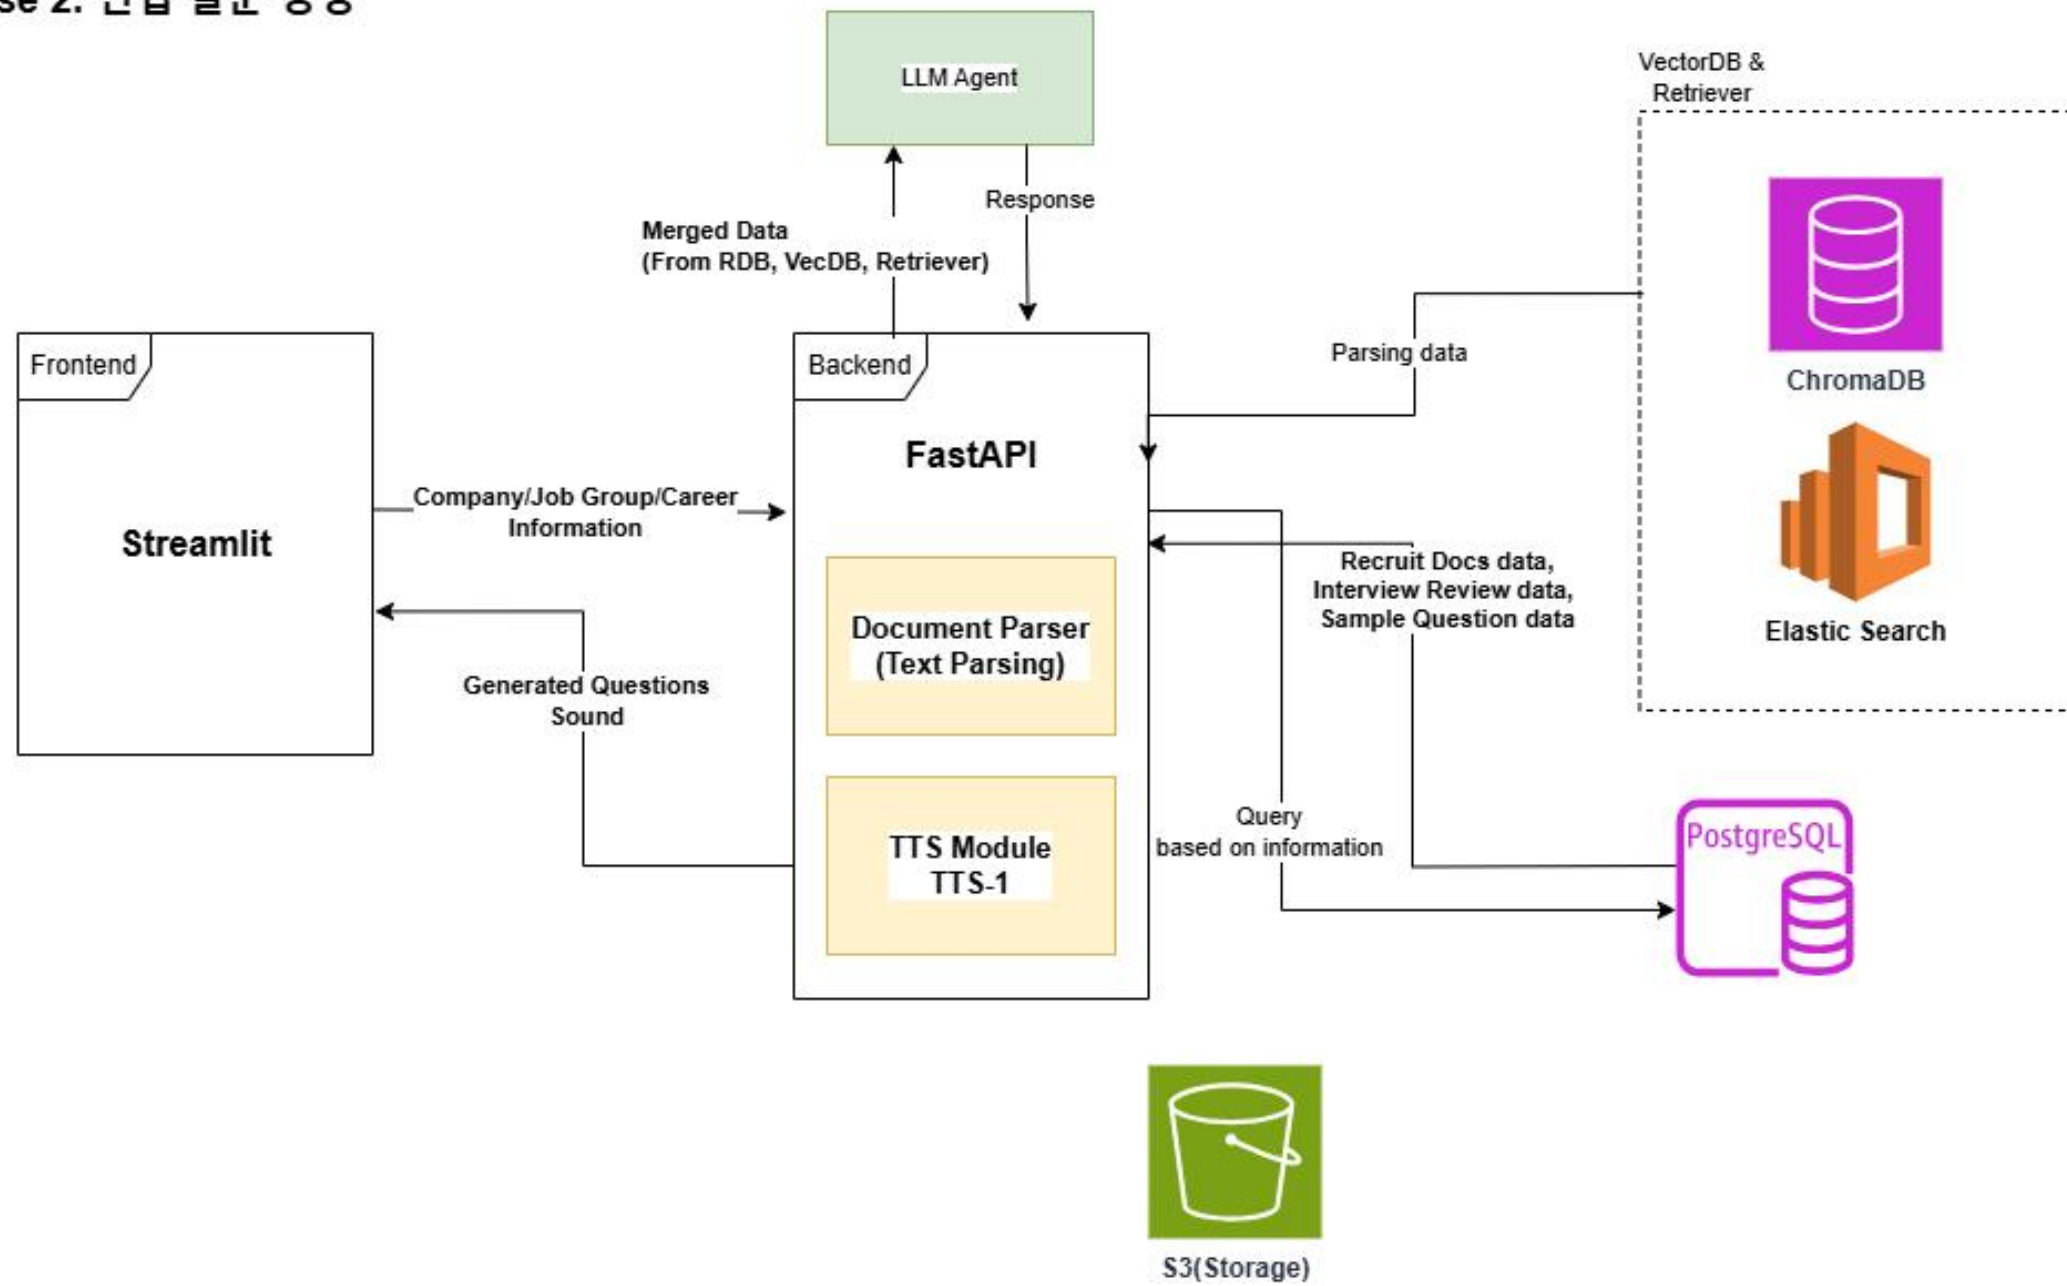 LLM Agent
VectorDB &
Retriever
Response
Merged Data
(From RDB, VecDB, Retriever)
Frontend
Backend
Parsing data
ChromaDB
FastAPI
Company/Job Group/Career
Information
Streamlit
Recruit Docs data,
Interview Review data,
Sample Question data
Elastic Search
Document Parser
(Text Parsing)
Generated Questions
Sound
Query
based on information
PostgreSQL
TTS Module
TTS-1
S3(Storage)